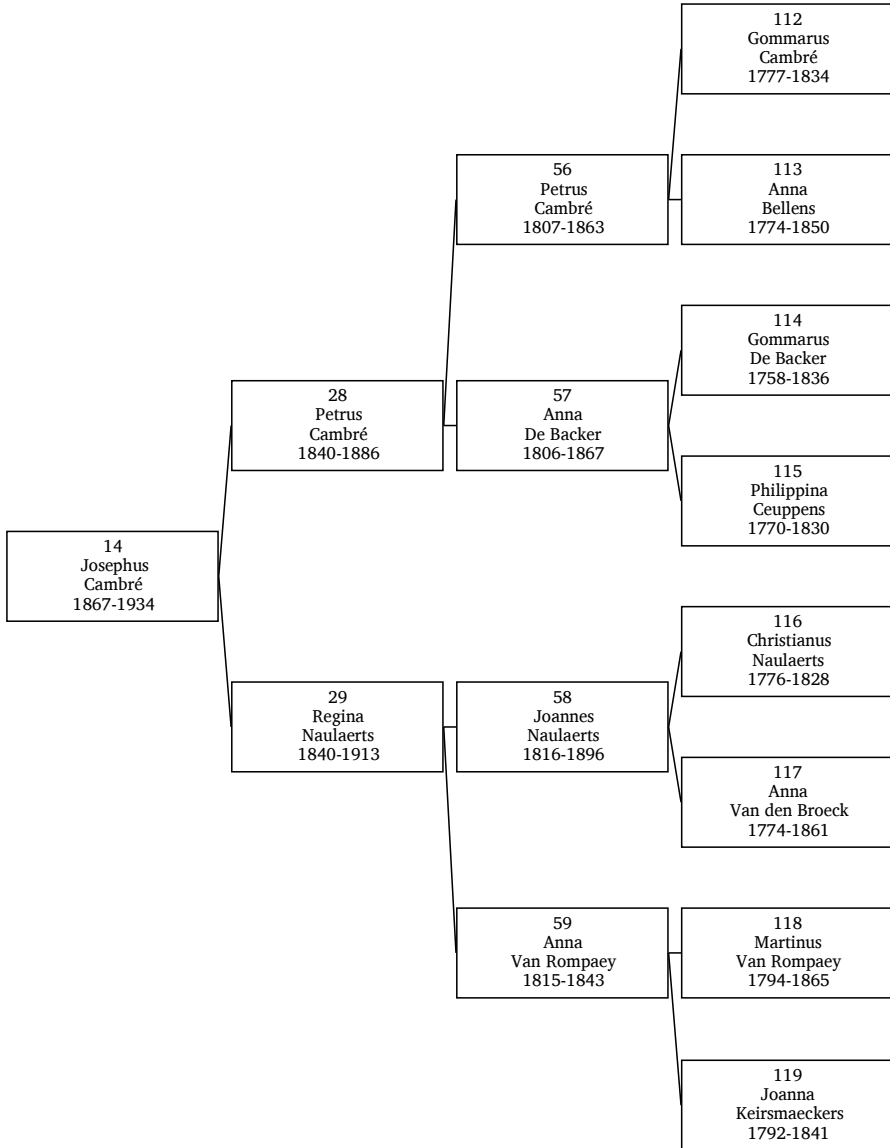 112
Gommarus
Cambré
1777-1834
56
Petrus
Cambré
1807-1863
113
Anna
Bellens
1774-1850
114
Gommarus
De Backer
1758-1836
28
Petrus
Cambré
1840-1886
57
Anna
De Backer
1806-1867
115
Philippina
Ceuppens
1770-1830
14
Josephus
Cambré
1867-1934
116
Christianus
Naulaerts
1776-1828
29
Regina
Naulaerts
1840-1913
58
Joannes
Naulaerts
1816-1896
117
Anna
Van den Broeck
1774-1861
59
Anna
Van Rompaey
1815-1843
118
Martinus
Van Rompaey
1794-1865
119
Joanna
Keirsmaeckers
1792-1841